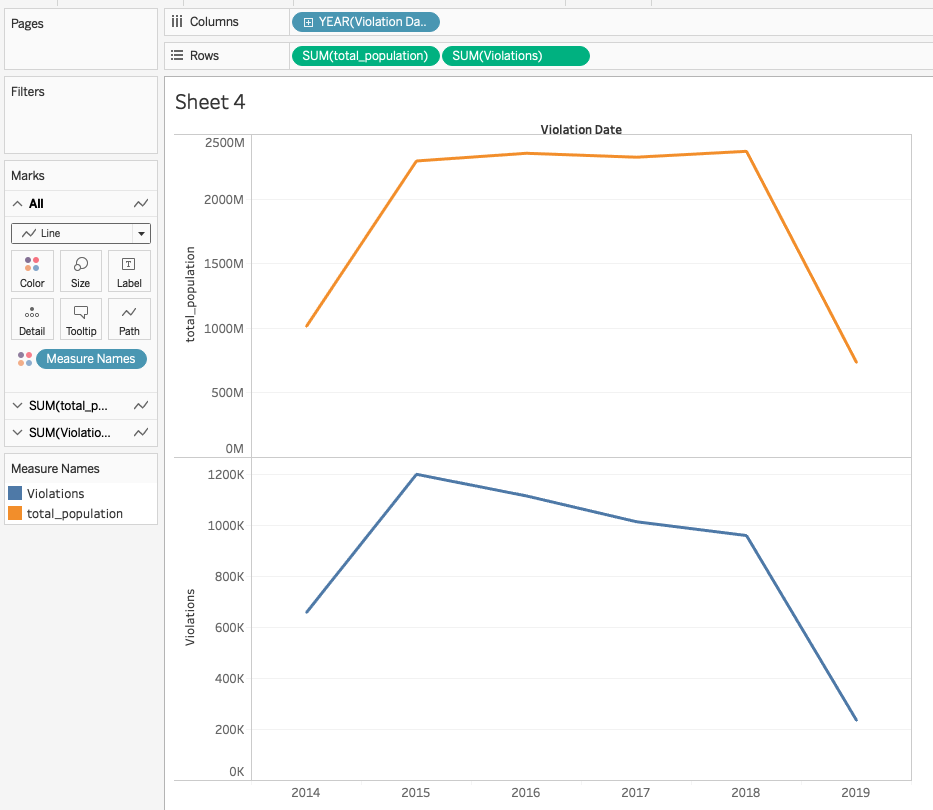 Pages
Columns
YEAR(Violation Da..
Rows
SUM(total_population)
SUM(Violations)
Filters
Marks
All
Line
Color
Size
T
Label
Detail
Tooltip
Path
Measure Names
SUM(total_p...
SUM(Violatio...
Measure Names
Violations
total_population
Sheet 4
Violation Date
2500M
2000M
1500M
1000M
500M
0M
total_population
1200K
1000K
800K
600K
400K
200K
0K
Violations
2014
2015
2016
2017
2018
2019